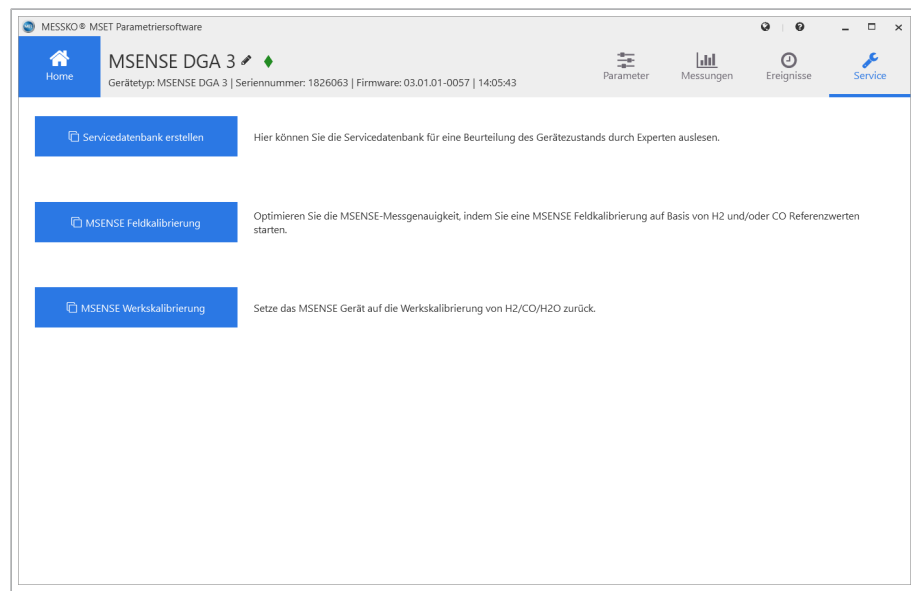 MESSKO® MSET Parametriersoftware
Home
MSENSE DGA 3
Gerätetyp: MSENSE DGA 3 | Seriennummer: 1826063 | Firmware: 03.01.01-0057 | 14:05:43
Parameter
Messungen
Ereignisse
Service
Servicedatenbank erstellen
Hier können Sie die Servicedatenbank für eine Beurteilung des Gerätezustands durch Experten auslesen.
MSENSE Feldkalibrierung
Optimieren Sie die MSENSE-Messgenauigkeit, indem Sie eine MSENSE Feldkalibrierung auf Basis von H2 und/oder CO Referenzwerten
starten.
MSENSE Werkskalibrierung
Setze das MSENSE Gerät auf die Werkskalibrierung von H2/CO/H2O zurück.